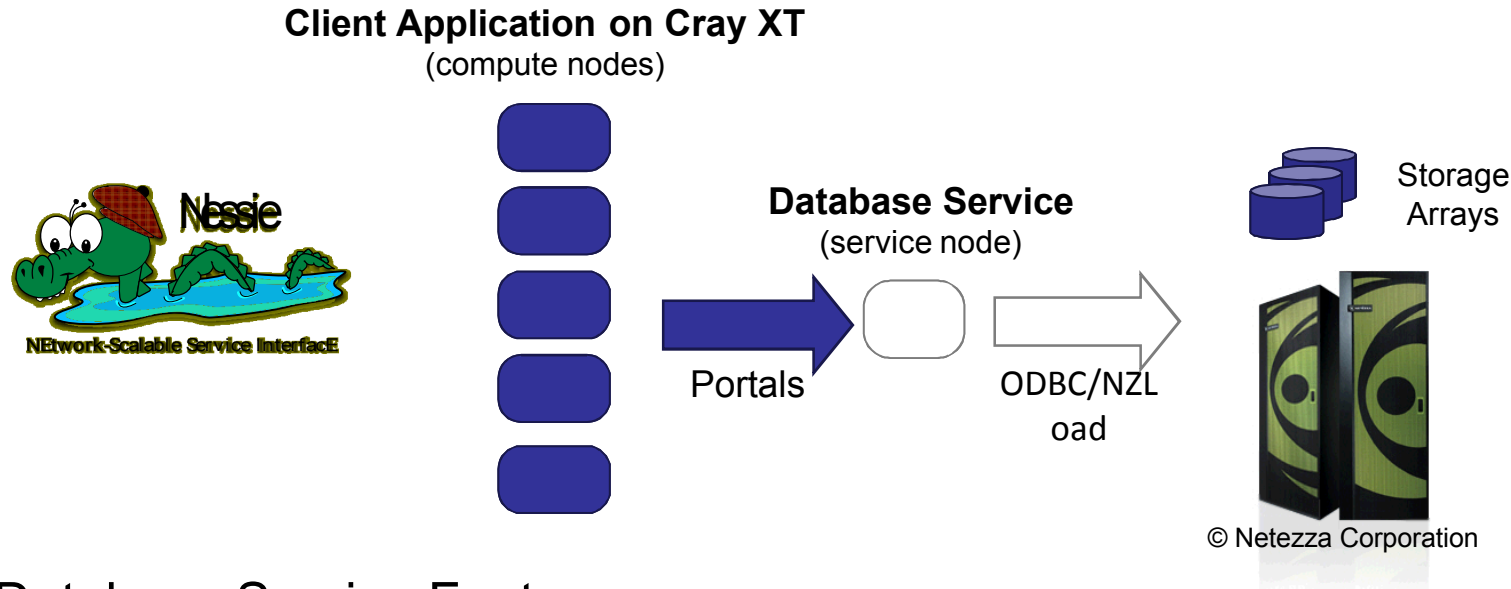 Client Application on Cray XT
(compute nodes)
Nessie
NEtwork-Scalable Service InterfacE
Database Service
(service node)
Portals
ODBC/NZL
oad
Storage
Arrays
© Netezza Corporation